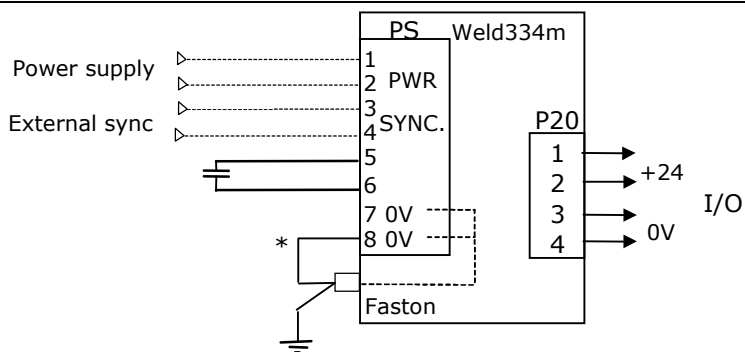 PS Weld334m
Power supply
External sync
1
2 PWR
3
4 SYNC.
5
6
7 0V
8 0V
*
Faston
P20
1
2
3
4
+24
0V
I/O